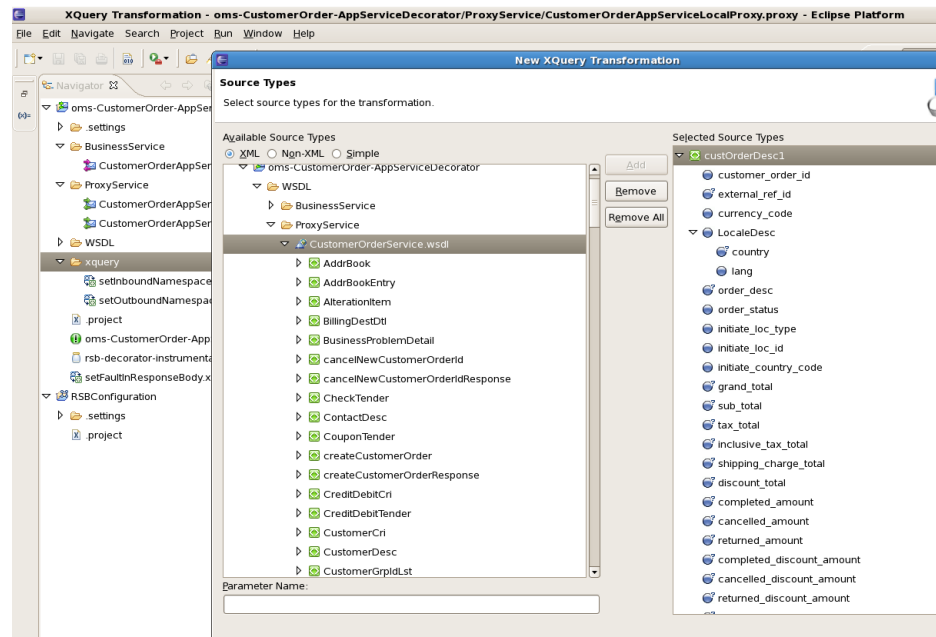 XQuery Transformation - oms-CustomerOrder-AppServiceDecorator/ProxyService/CustomerOrderAppServiceLocalProxy.proxy - Eclipse Platform
File Edit Navigate Search Project Run Window Help
New XQuery Transformation
Navigator
oms-CustomerOrder-AppSer
.settings
BusinessService
CustomerOrderAppSer
ProxyService
CustomerOrderAppSer
CustomerOrderAppSer
WSDL
xquery
setInboundNamespace
setOutboundNamespac
.project
oms-CustomerOrder-App
rsb-decorator-instrumenta
setFaultInResponseBody.x
RSBConfiguration
.settings
.project
Source Types
Select source types for the transformation.
Available Source Types
XML Non-XML Simple
oms-CustomerOrder-AppServiceDecorator
WSDL
BusinessService
ProxyService
CustomerOrderService.wsdl
AddrBook
AddrBookEntry
AlterationItem
BillingDestDtl
BusinessProblemDetail
cancelNewCustomerOrderId
cancelNewCustomerOrderIdResponse
CheckTender
ContactDesc
CouponTender
createCustomerOrder
createCustomerOrderResponse
CreditDebitCri
CreditDebitTender
CustomerCri
CustomerDesc
CustomerGrpIdLst
Parameter Name:
Add
Remove
Remove All
Selected Source Types
custOrderDesc1
customer_order_id
external_ref_id
currency_code
LocaleDesc
country
lang
order_desc
order_status
initiate_loc_type
initiate_loc_id
initiate_country_code
grand_total
sub_total
tax_total
inclusive_tax_total
shipping_charge_total
discount_total
completed_amount
cancelled_amount
returned_amount
completed_discount_amount
cancelled_discount_amount
returned_discount_amount